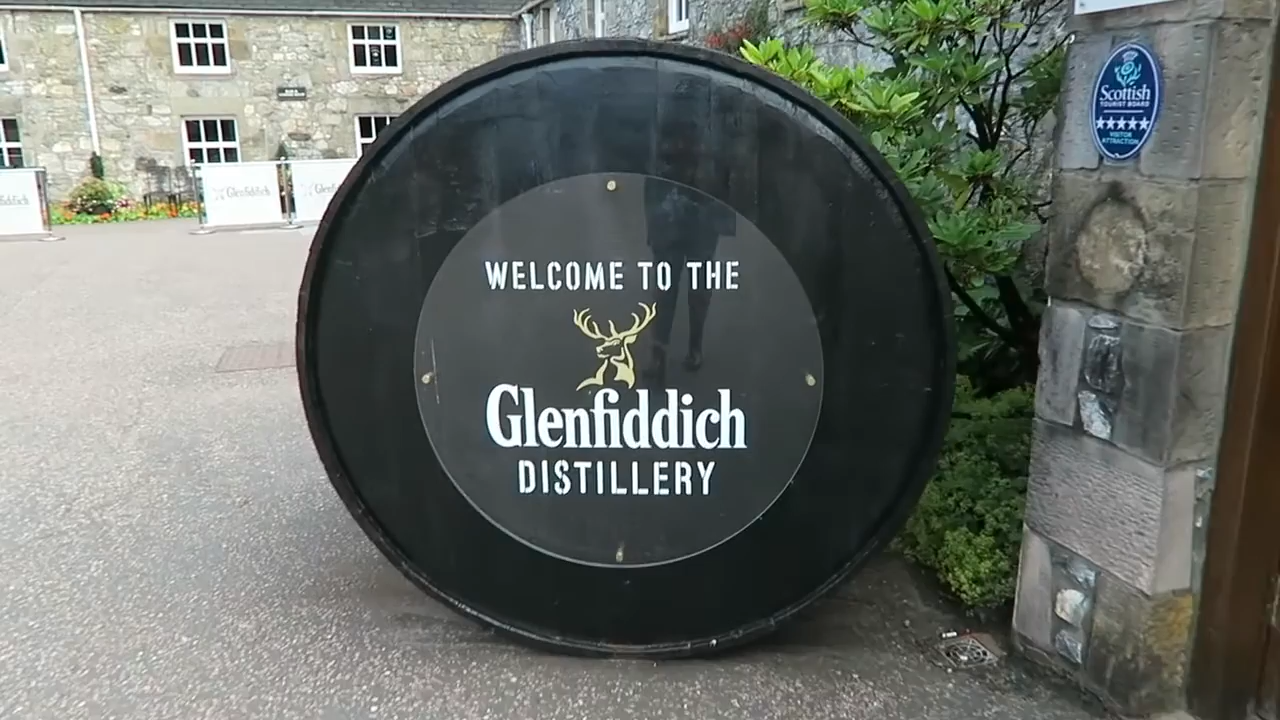 WELCOME TO THE
Glenfiddich
DISTILLERY
Scottish
TOURIST BOARD
VISITOR
ATTRACTION
Glenfiddich